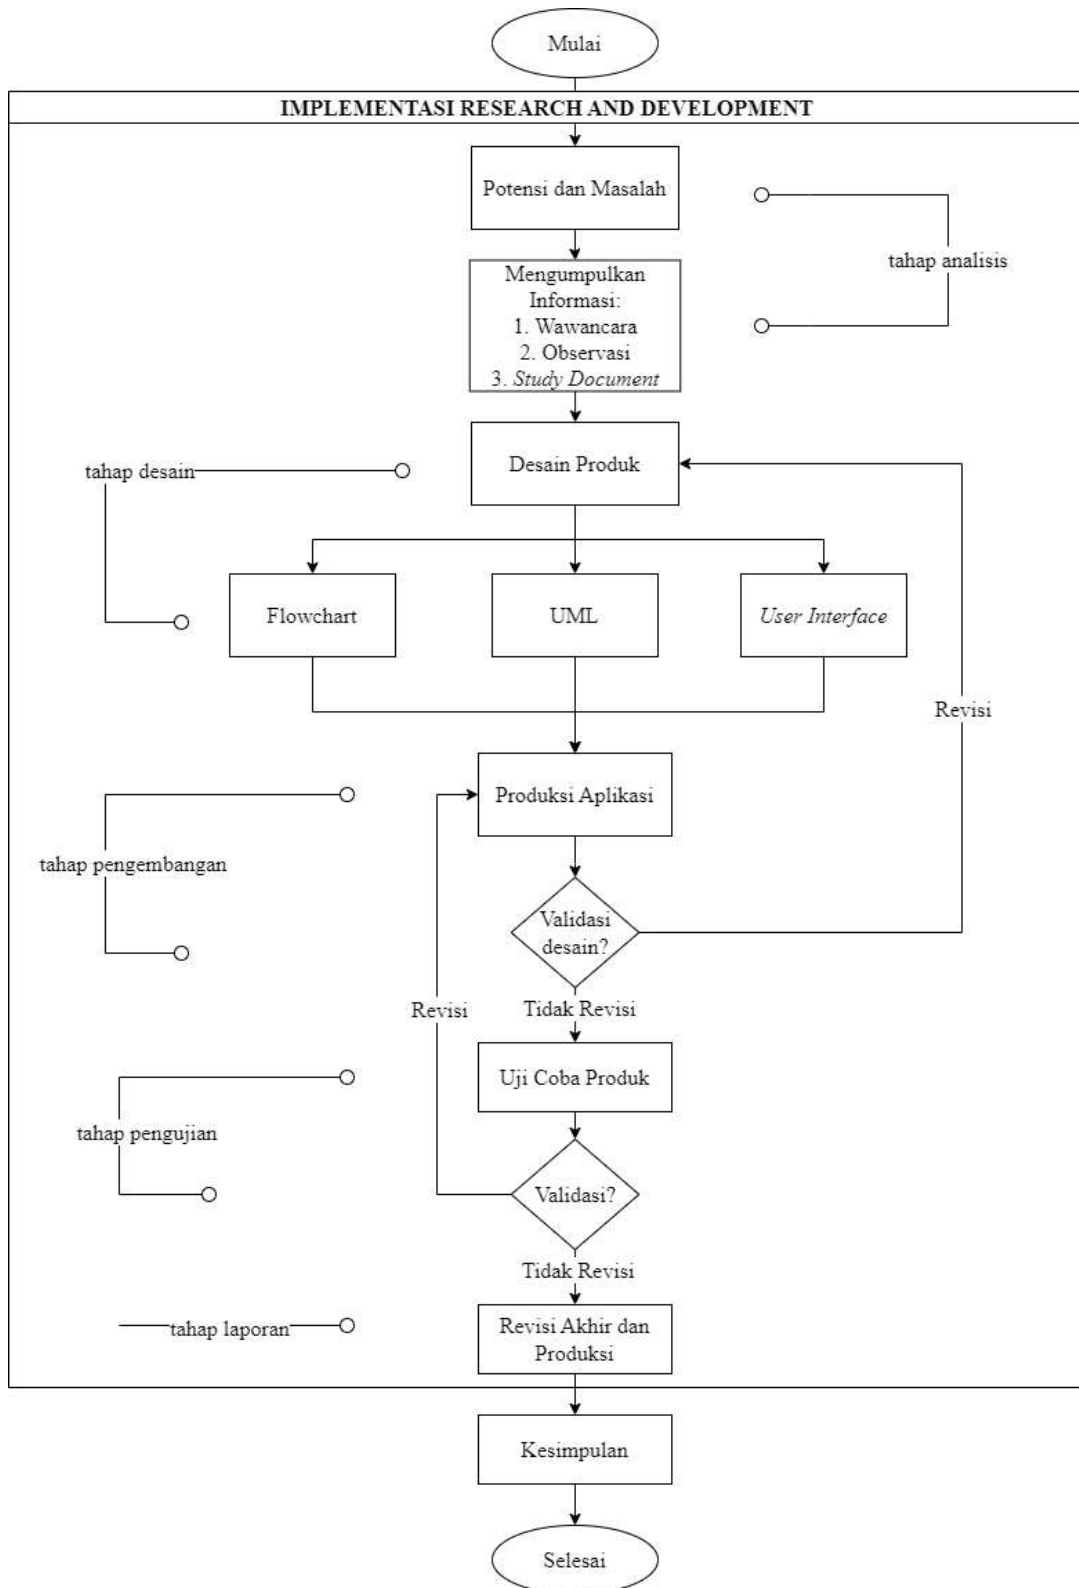 Mulai
IMPLEMENTASI RESEARCH AND DEVELOPMENT
Potensi dan Masalah
tahap analisis
Mengumpulkan
Informasi:
1. Wawancara
2. Observasi
3. Study Document
Desain Produk
tahap desain
Flowchart
UML
User Interface
Revisi
Produksi Aplikasi
tahap pengembangan
Validasi
desain?
Revisi
Tidak Revisi
Uji Coba Produk
tahap pengujian
Validasi?
Tidak Revisi
tahap laporan
Revisi Akhir dan
Produksi
Kesimpulan
Selesai